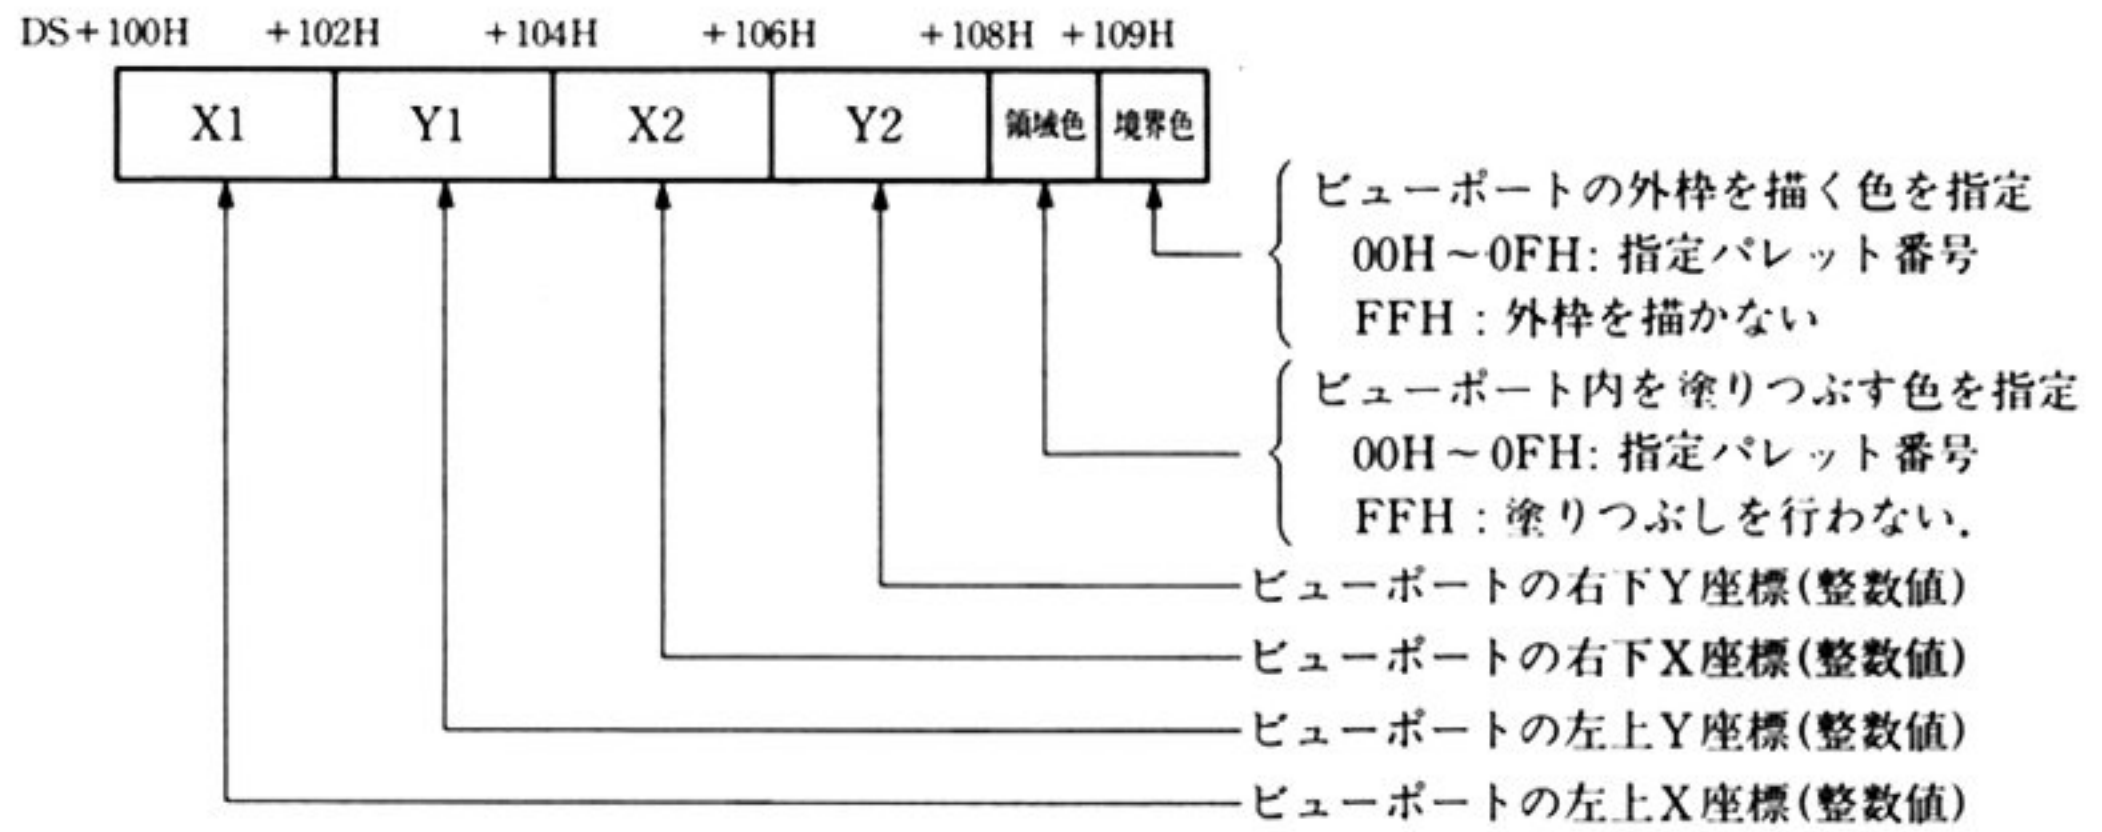 DS+100H +102H +104H +106H +108H +109H
X1 Y1 X2 Y2 領域色 境界色
ビューポートの外枠を描く色を指定
00H～0FH: 指定パレット番号
FFH : 外枠を描かない
ビューポート内を塗りつぶす色を指定
00H～0FH: 指定パレット番号
FFH : 塗りつぶしを行わない.
ビューポートの右下Y座標(整数値)
ビューポートの右下X座標(整数値)
ビューポートの左上Y座標(整数値)
ビューポートの左上X座標(整数値)